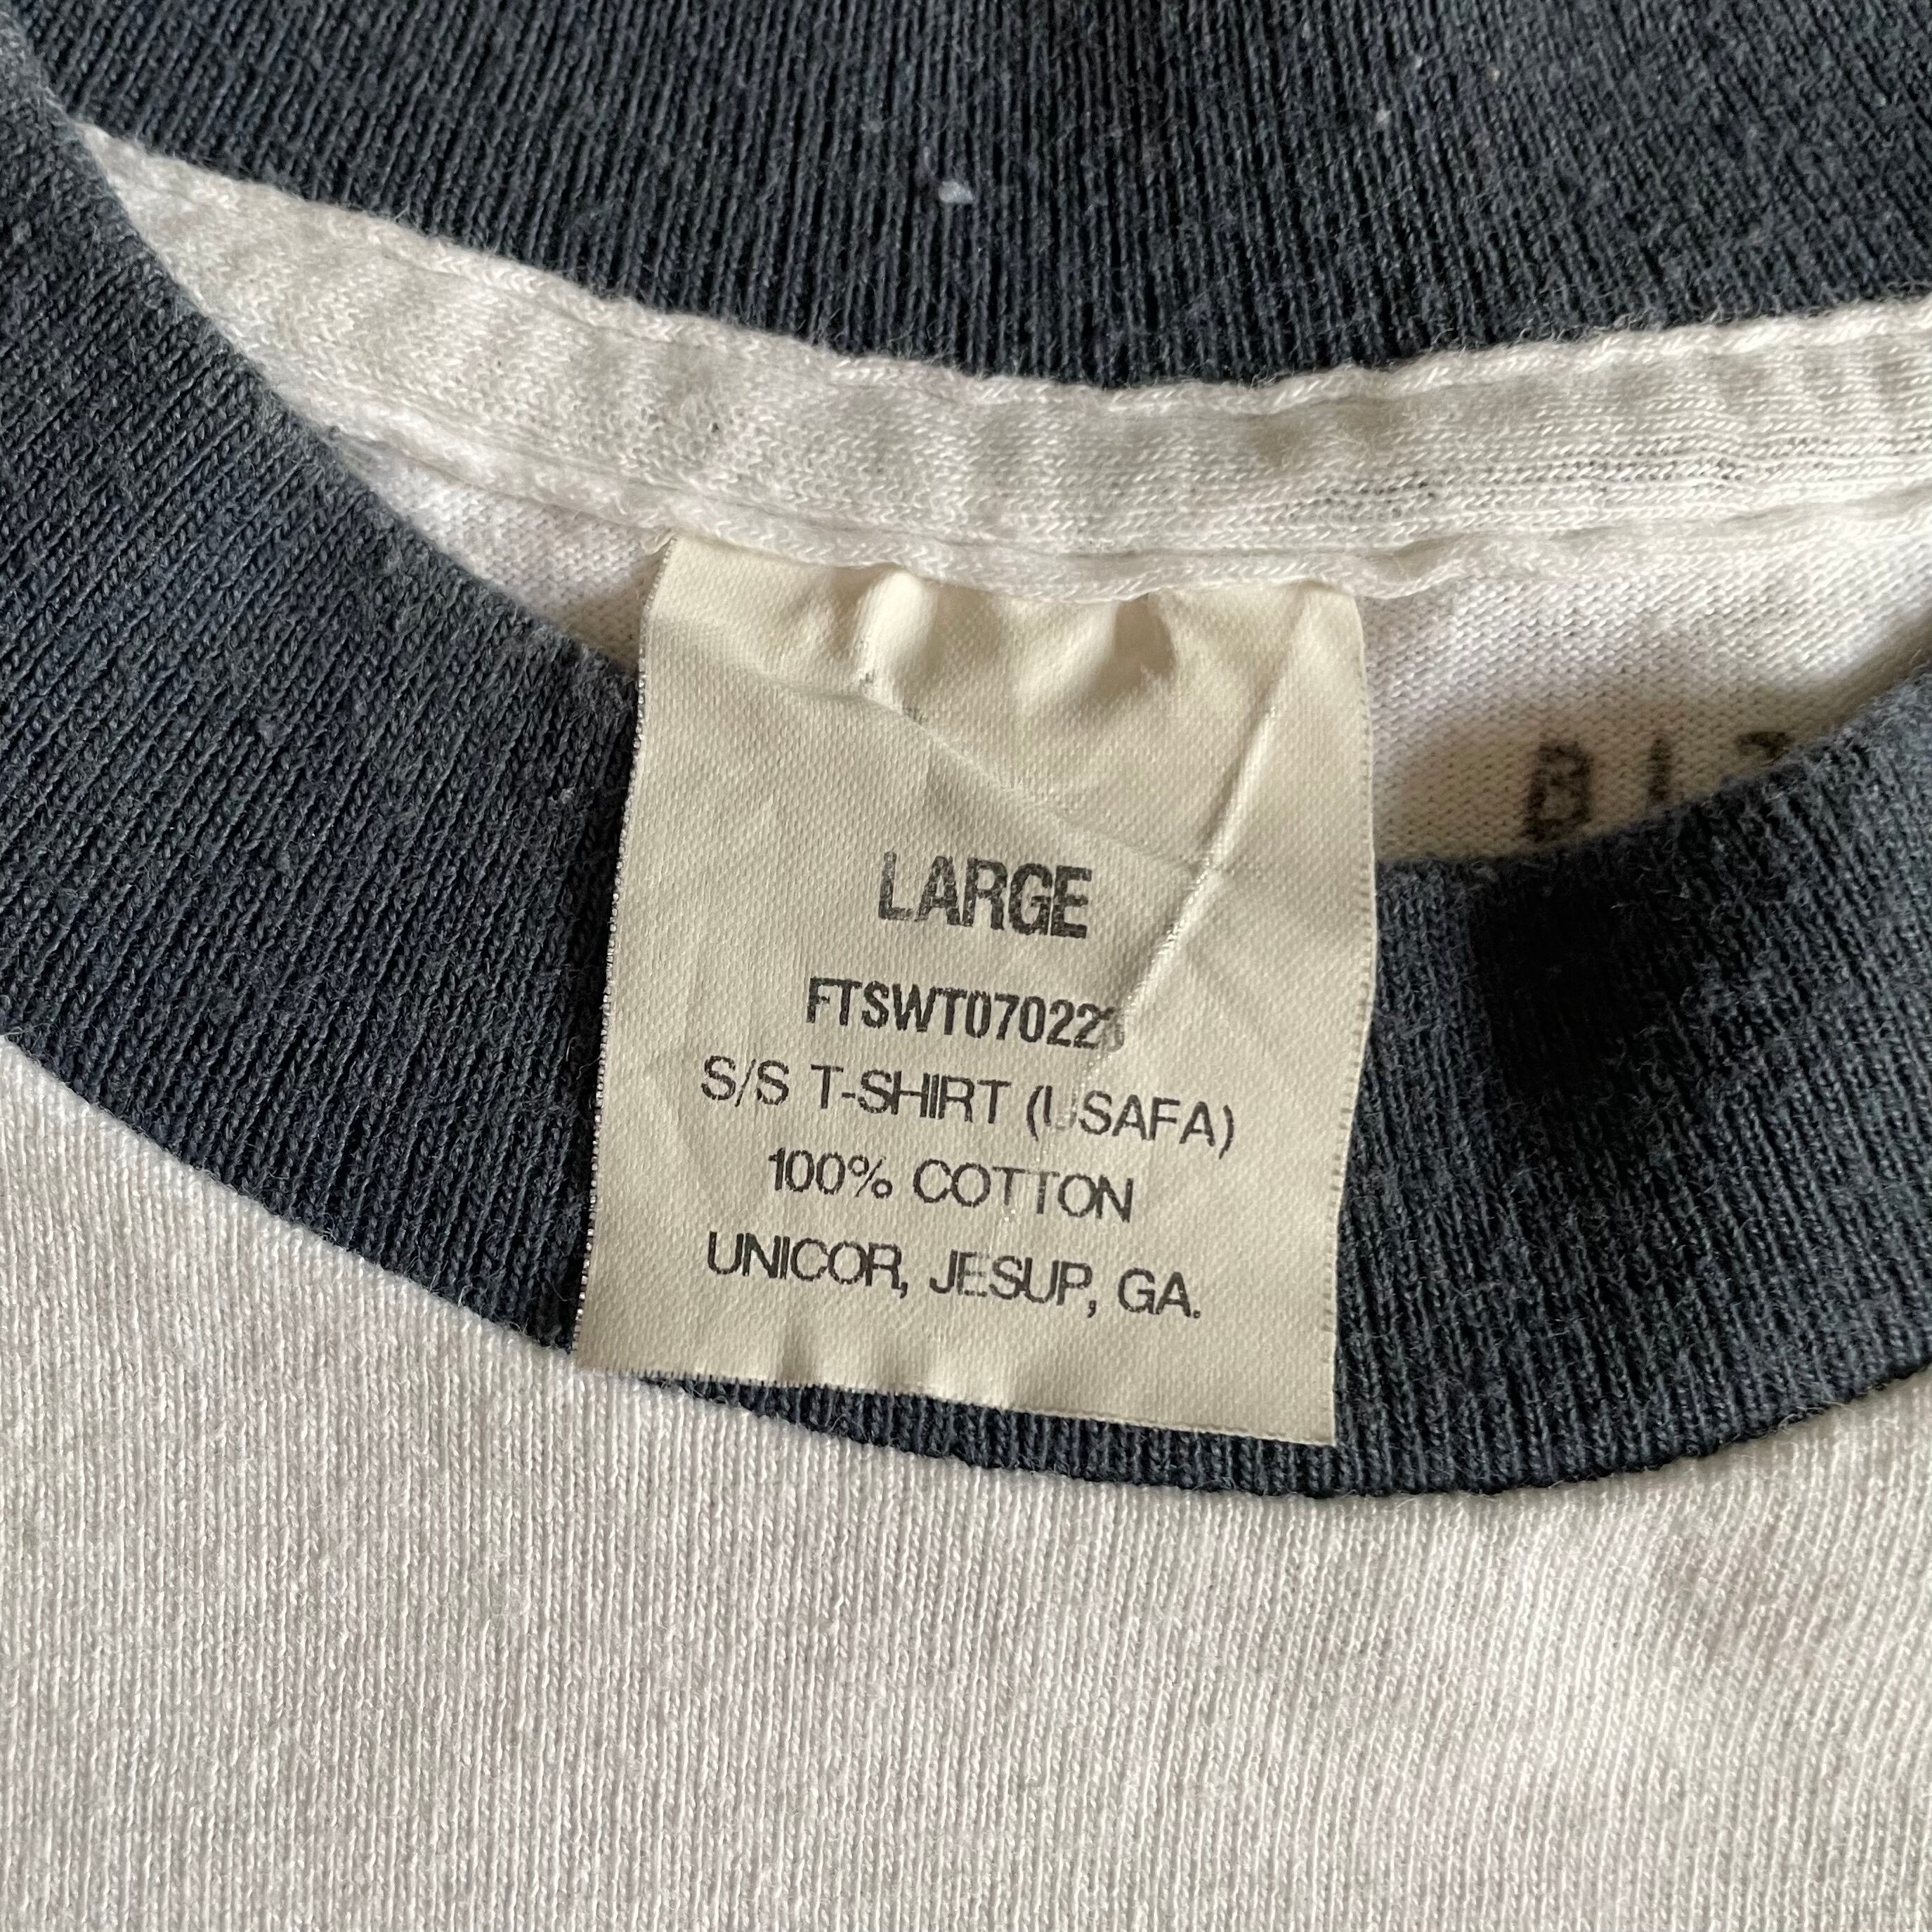 LARGE
S/S T-SHIRT (USAFA)
100% COTTON
UNICOR, JESUP, GA.